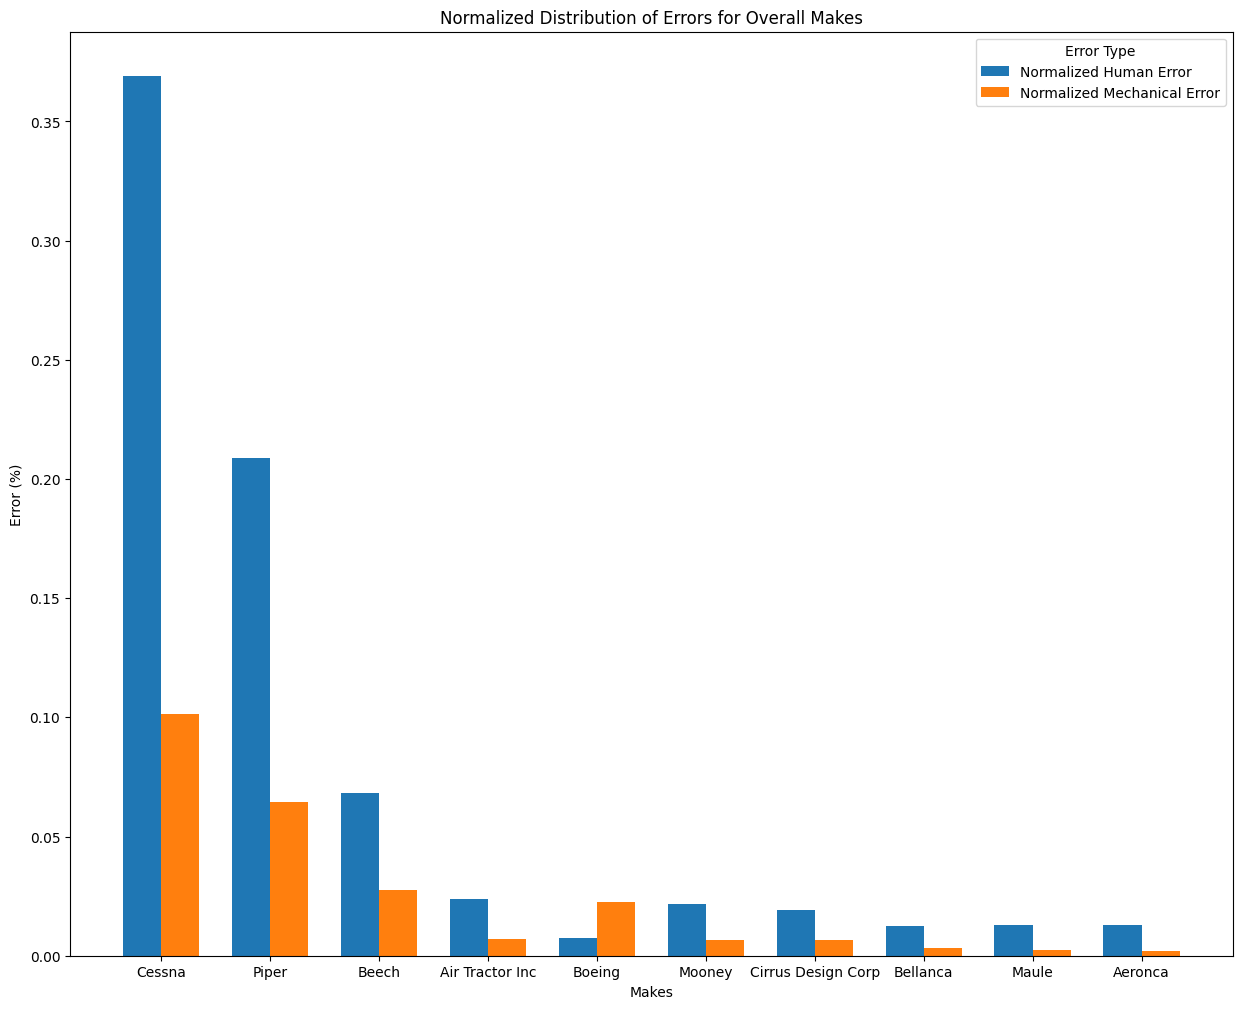 Normalized Distribution of Errors for Overall Makes
Error Type
Normalized Human Error
Normalized Mechanical Error
Error (%)
0.35
0.30
0.25
0.20
0.15
0.10
0.05
0.00
Cessna Piper Beech Air Tractor Inc Boeing Mooney Cirrus Design Corp Bellanca Maule Aeronca
Makes